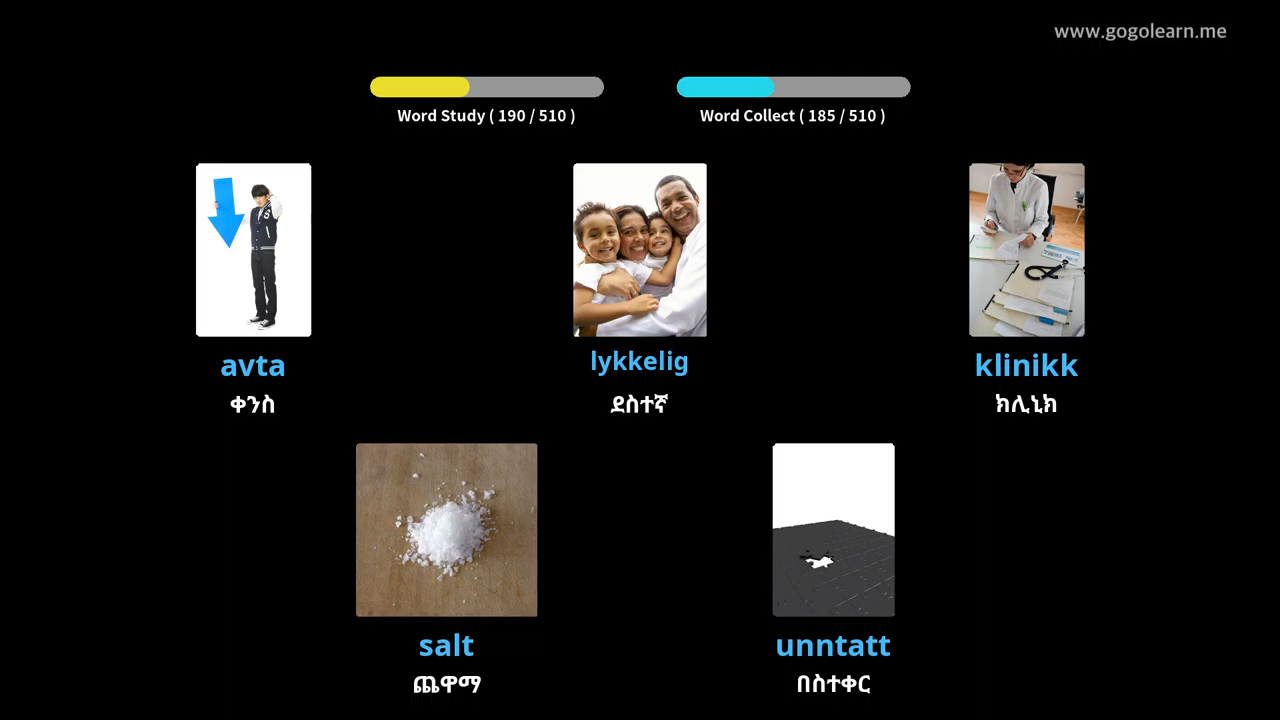 www.gogolearn.me
Word Study ( 190 / 510 )
Word Collect ( 185 / 510 )
avta
ቀንስ
lykkelig
ደስተኛ
klinikk
ክሊኒክ
salt
ጨዋማ
unntatt
በስተቀር